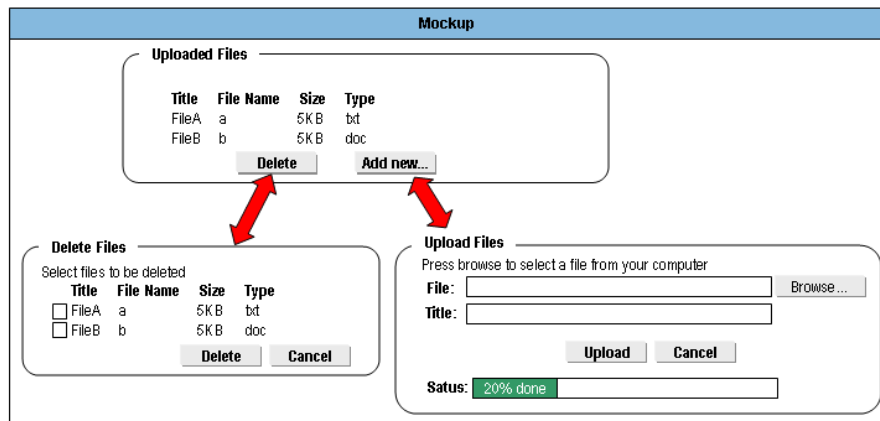 Mockup
Uploaded Files
Title File Name Size Type
FileA a 5KB txt
FileB b 5KB doc
Delete Add new...
Delete Files
Select files to be deleted
Title File Name Size Type
FileA a 5KB txt
FileB b 5KB doc
Delete Cancel
Upload Files
Press browse to select a file from your computer
File: Browse...
Title:
Upload Cancel
Satus: 20% done